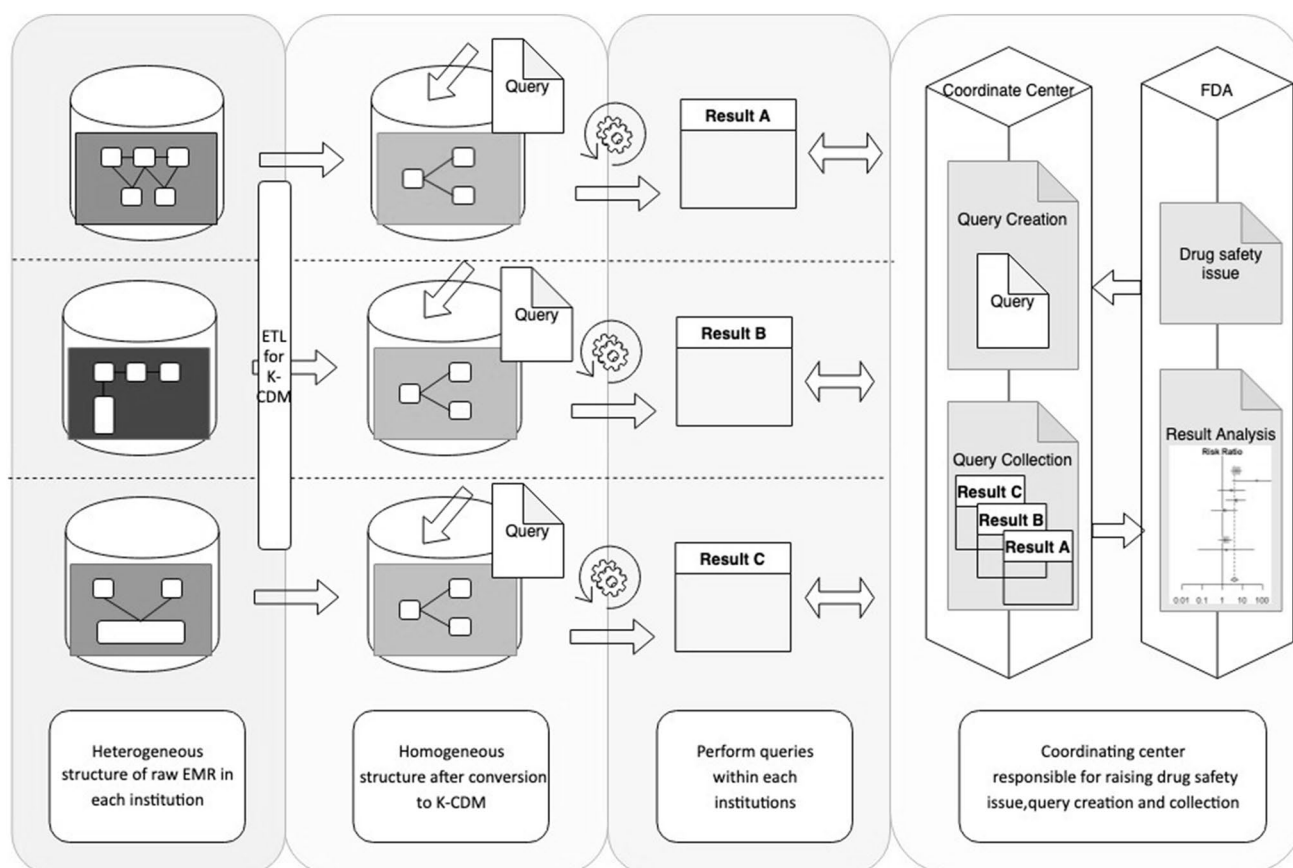 Query
Result A
Coordinate Center
FDA
Query Creation
Query
Drug safety
issue
ETL
for
K-
CDM
Query
Result B
Query Collection
Result C
Result B
Result A
Result Analysis
Risk Ratio
0.01 0.1 1 10 100
Query
Result C
Heterogeneous
structure of raw EMR in
each institution
Homogeneous
structure after conversion
to K-CDM
Perform queries
within each
institutions
Coordinating center
responsible for raising drug safety
issue,query creation and collection